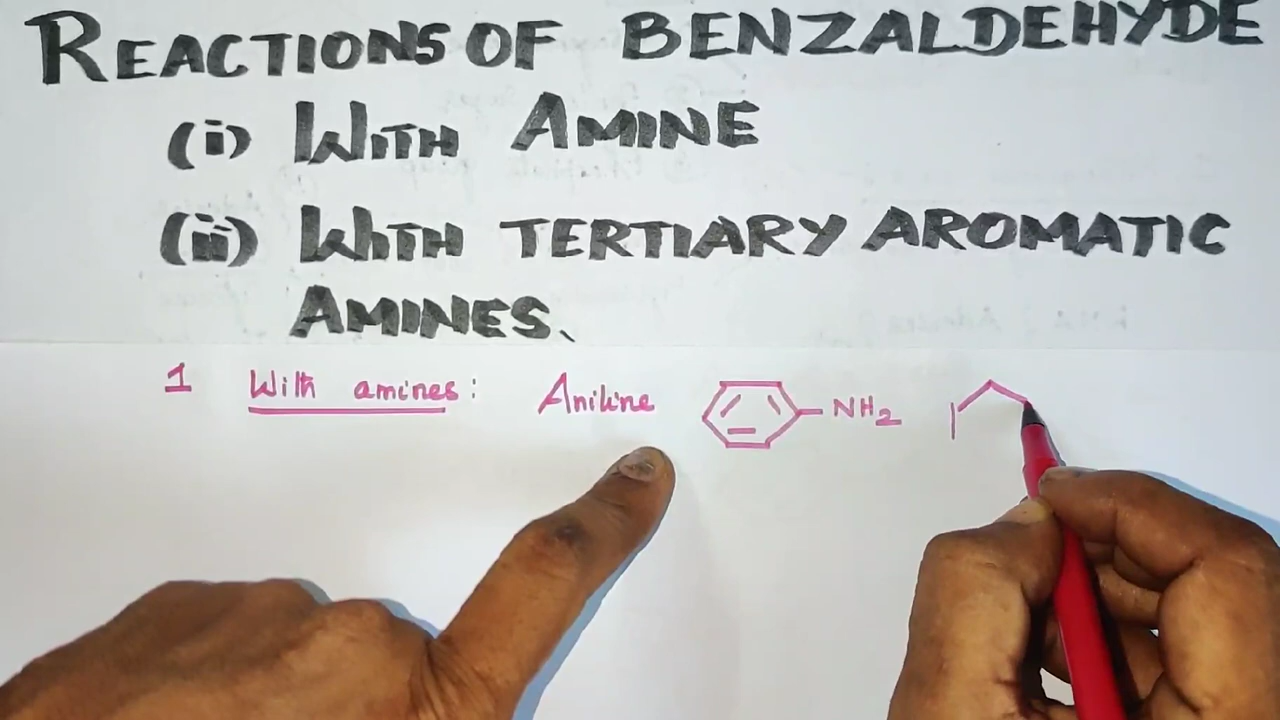 REACTIONS OF BENZALDEHYDE
(i) WITH AMINE
(ii) WITH TERTIARY AROMATIC
AMINES.
1 With amines: Aniline NH2